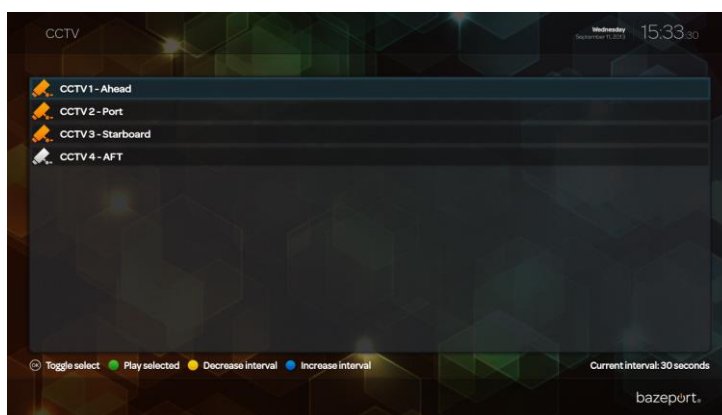 CCTV
Wednesday
September 11, 2013
15:33:30
CCTV 1 - Ahead
CCTV 2 - Port
CCTV 3 - Starboard
CCTV 4 - AFT
OK Toggle select Play selected Decrease interval Increase interval Current interval: 30 seconds
bazeport